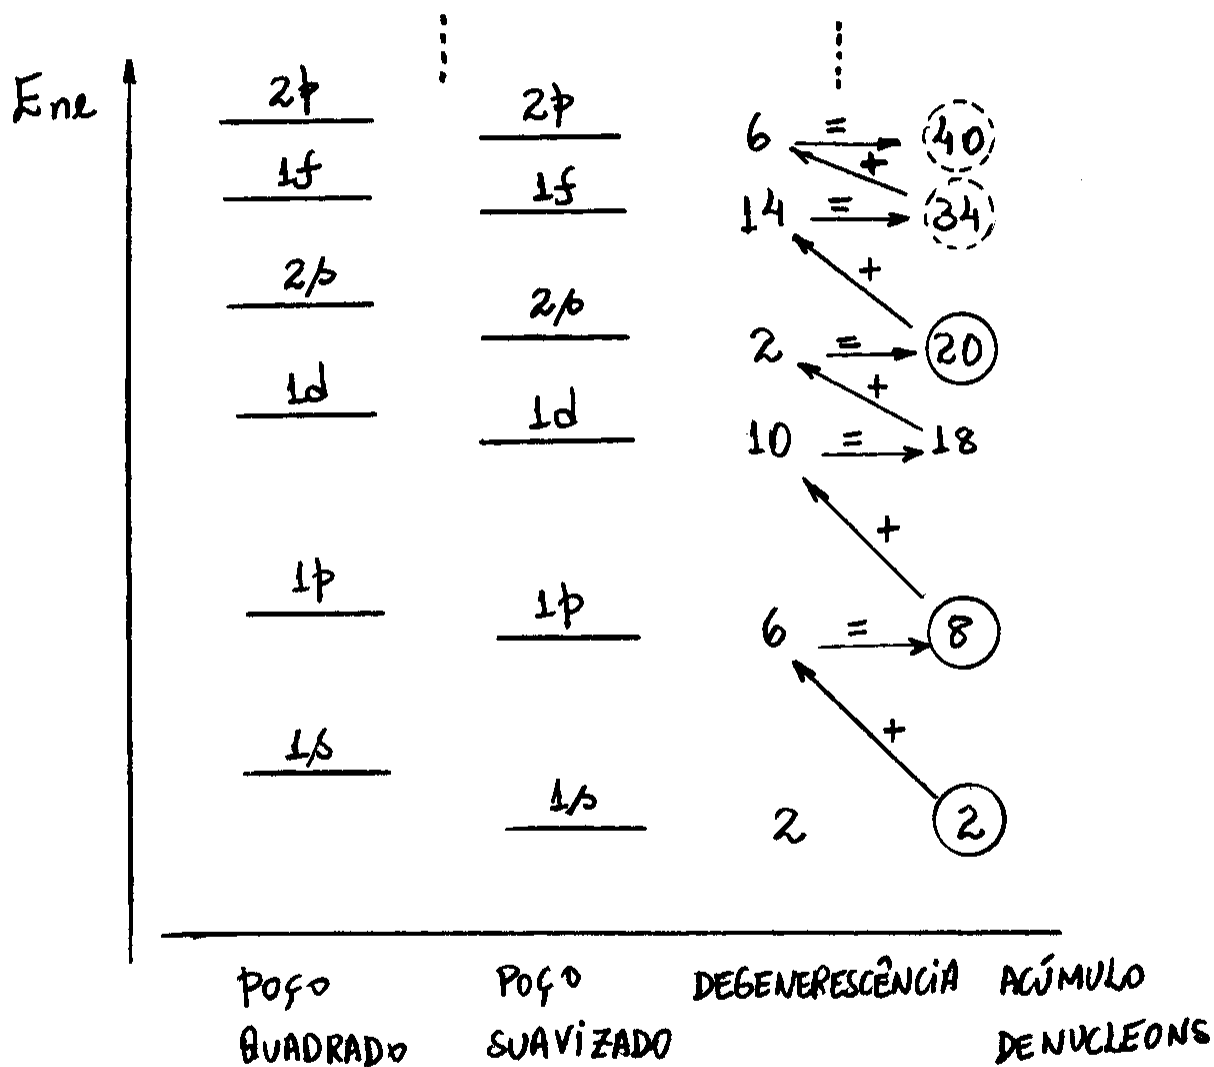 Enl
2p
2p
6
=
40
+
1f
1f
14
=
34
+
2s
2s
2
=
20
+
1d
1d
10
=
18
+
1p
1p
6
=
8
+
1s
1s
2
2
POÇO
QUADRADO
POÇO
SUAVIZADO
DEGENERESCÊNCIA
ACÚMULO
DE NUCLEONS